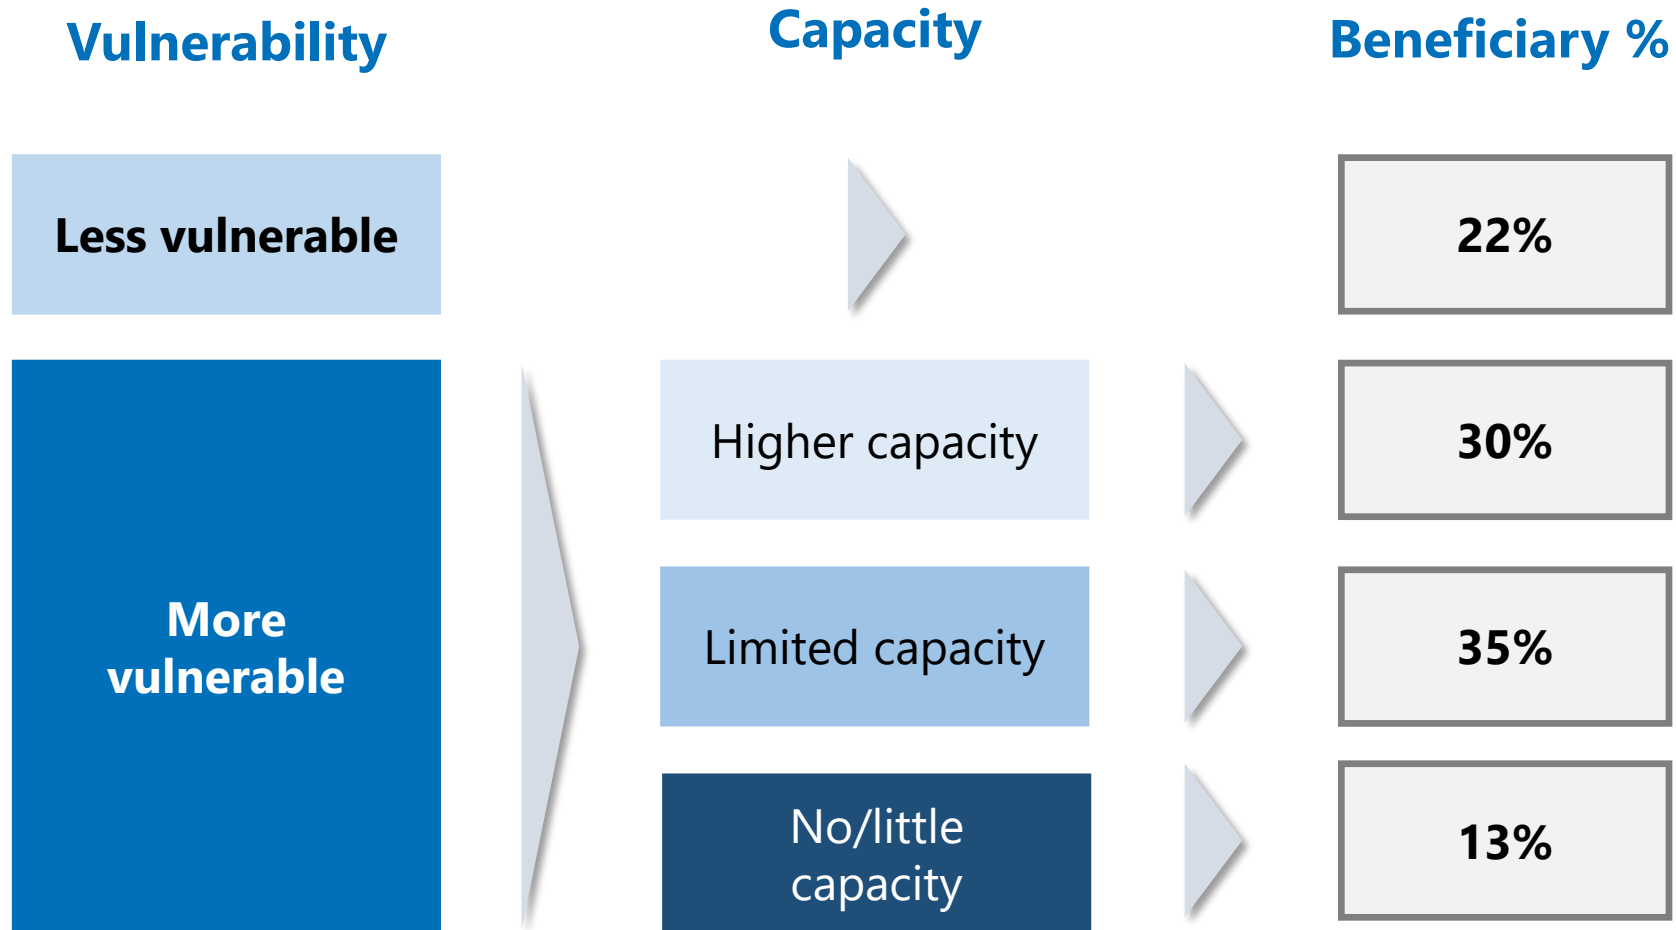 Vulnerability
Capacity
Beneficiary %
Less vulnerable
22%
More
vulnerable
Higher capacity
30%
Limited capacity
35%
No/little
capacity
13%